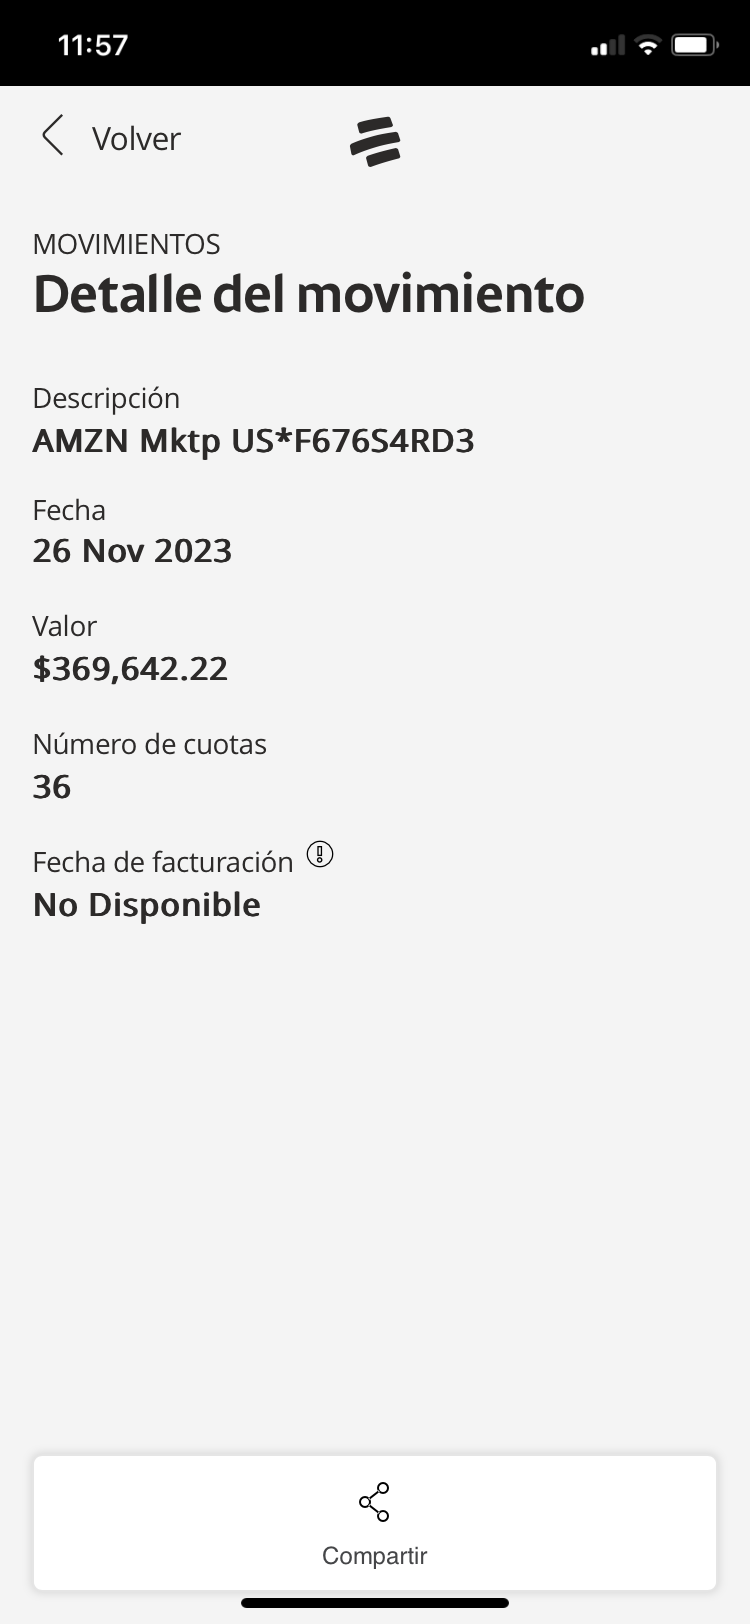 11:57
Volver
MOVIMIENTOS
Detalle del movimiento
Descripción
AMZN Mktp US*F676S4RD3
Fecha
26 Nov 2023
Valor
$369,642.22
Número de cuotas
36
Fecha de facturación
No Disponible
Compartir